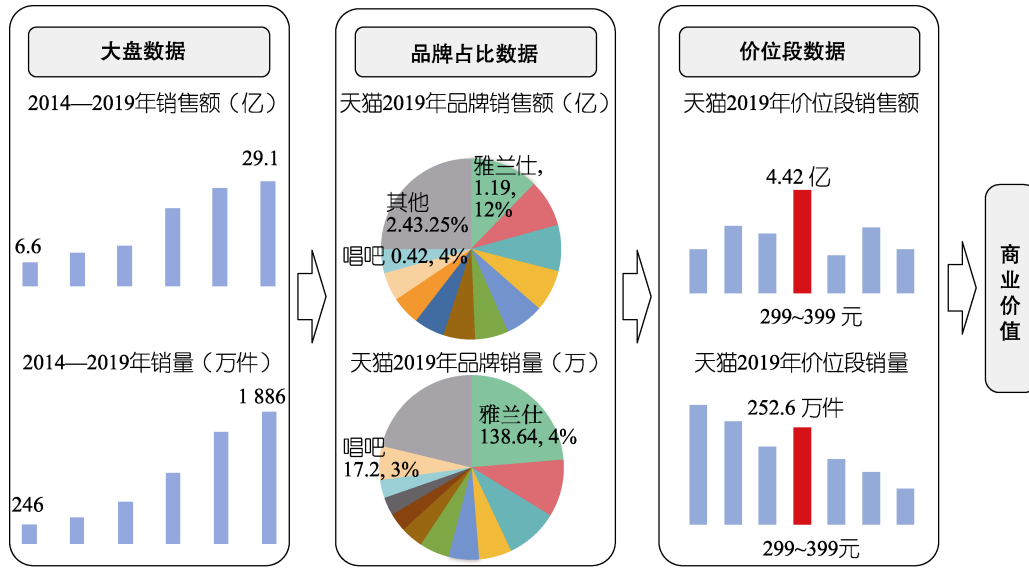 大盘数据
2014—2019年销售额（亿）
29.1
6.6
2014—2019年销量（万件）
1 886
246
品牌占比数据
天猫2019年品牌销售额（亿）
雅兰仕,
1.19,
12%
其他
2.43.25%
唱吧 0.42, 4%
天猫2019年品牌销量（万）
雅兰仕
138.64, 4%
唱吧
17.2, 3%
价位段数据
天猫2019年价位段销售额
4.42 亿
299~399 元
天猫2019年价位段销量
252.6 万件
299~399元
商
业
价
值